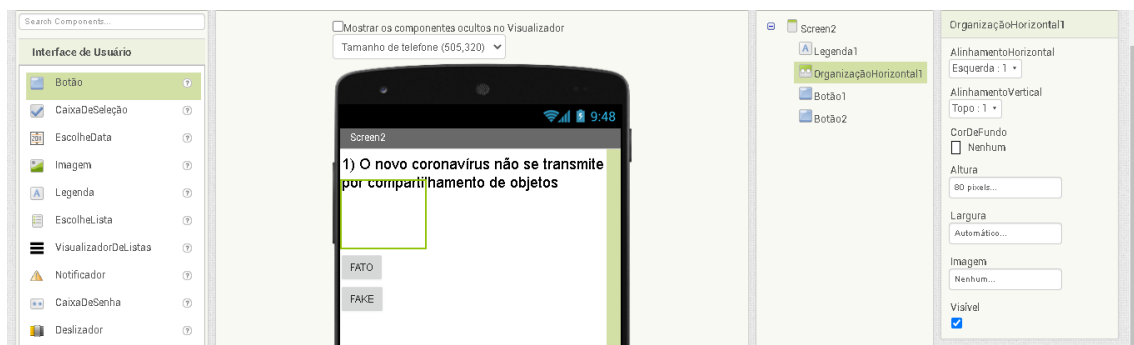 Search Components...
Interface de Usuário
Botão
CaixaDeSeleção
EscolheData
Imagem
Legenda
EscolheLista
VisualizadorDeListas
Notificador
CaixaDeSenha
Deslizador
Mostrar os componentes ocultos no Visualizador
Tamanho de telefone (505,320)
9:48
Screen2
1) O novo coronavírus não se transmite
por compartilhamento de objetos
FATO
FAKE
Screen2
Legenda1
OrganizaçãoHorizontal1
Botão1
Botão2
OrganizaçãoHorizontal1
AlinhamentoHorizontal
Esquerda : 1
AlinhamentoVertical
Topo : 1
CorDeFundo
Nenhum
Altura
80 pixels...
Largura
Automático...
Imagem
Nenhum...
Visível